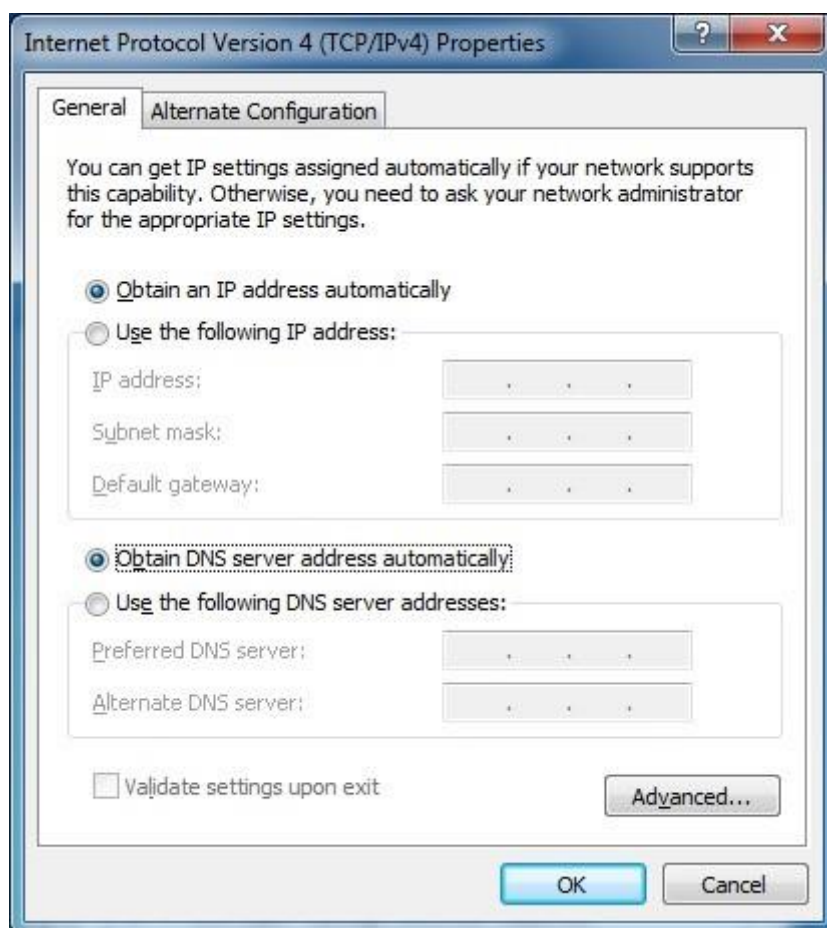 Internet Protocol Version 4 (TCP/IPv4) Properties
General
Alternate Configuration
You can get IP settings assigned automatically if your network supports
this capability. Otherwise, you need to ask your network administrator
for the appropriate IP settings.
Obtain an IP address automatically
Use the following IP address:
IP address:
Subnet mask:
Default gateway:
Obtain DNS server address automatically
Use the following DNS server addresses:
Preferred DNS server:
Alternate DNS server:
Validate settings upon exit
Advanced...
OK
Cancel